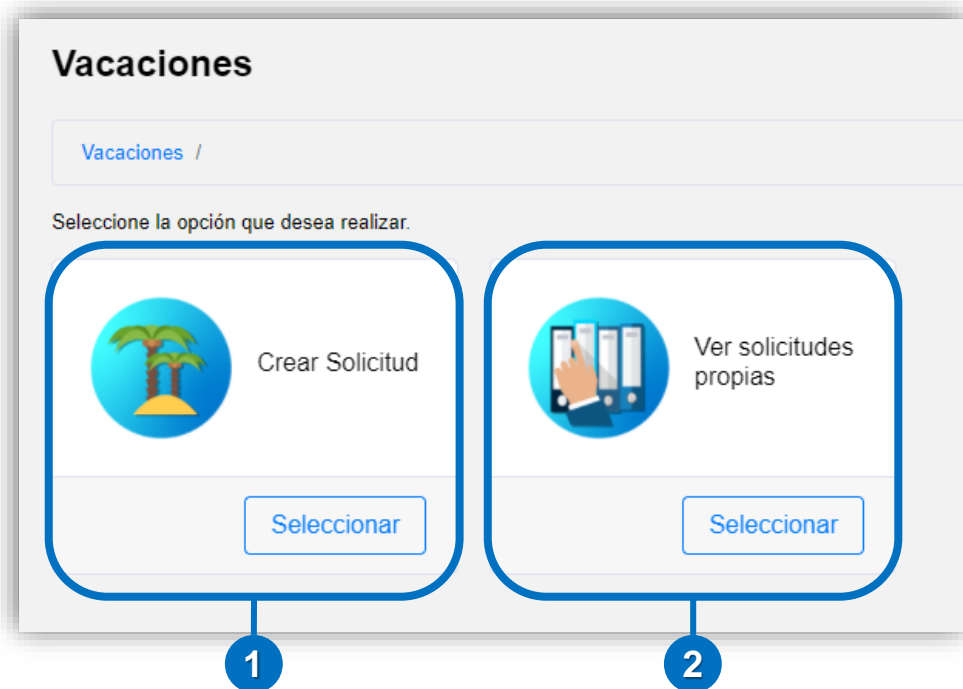 Vacaciones
Vacaciones /
Seleccione la opción que desea realizar.
Crear Solicitud
Seleccionar
Ver solicitudes
propias
Seleccionar
1
2